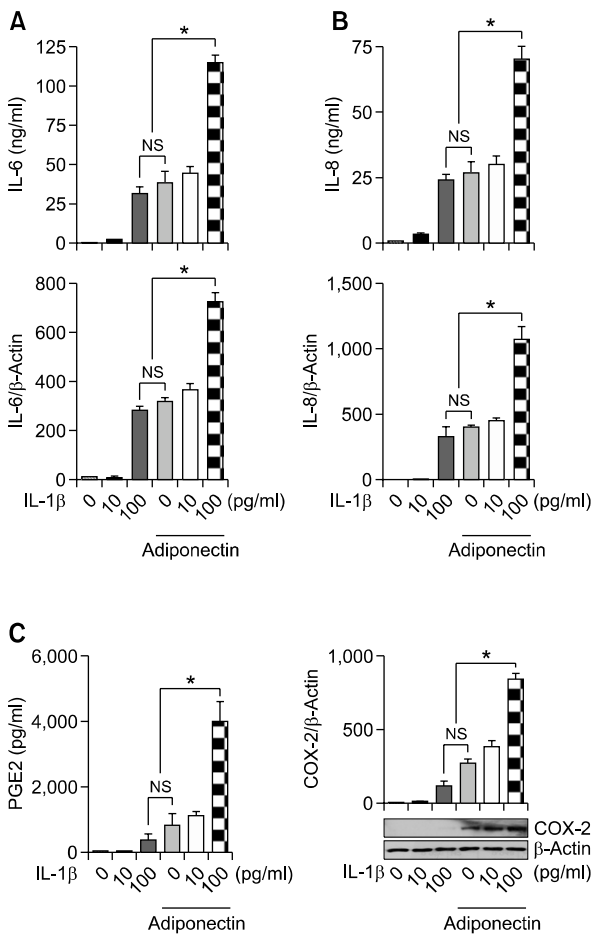 A
IL-6 (ng/ml)
125
100
75
50
25
0
NS
*
IL-6/β-Actin
800
600
400
200
0
NS
*
IL-1β 0 10 100 0 10 100 (pg/ml)
Adiponectin
B
IL-8 (ng/ml)
75
50
25
0
NS
*
IL-8/β-Actin
1,500
1,000
500
0
NS
*
IL-1β 0 10 100 0 10 100 (pg/ml)
Adiponectin
C
PGE2 (pg/ml)
6,000
4,000
2,000
0
NS
*
IL-1β 0 10 100 0 10 100 (pg/ml)
Adiponectin
COX-2/β-Actin
1,000
500
0
NS
*
COX-2
β-Actin
IL-1β 0 10 100 0 10 100 (pg/ml)
Adiponectin